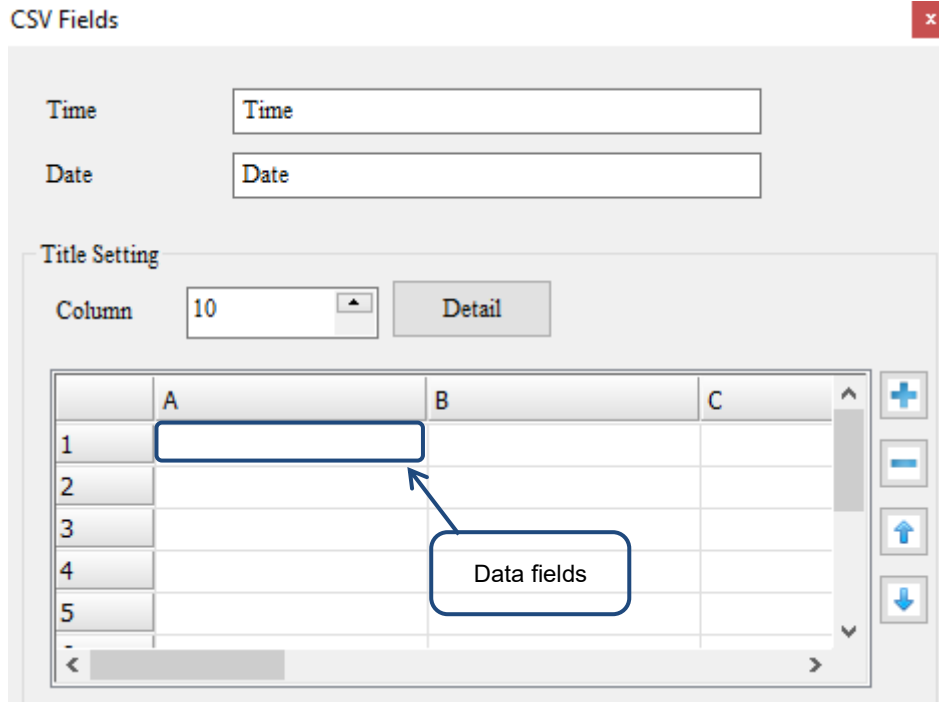 CSV Fields
x
Time Time
Date Date
Title Setting
Column 10 Detail
A B C
1
2
3
4
5
Data fields